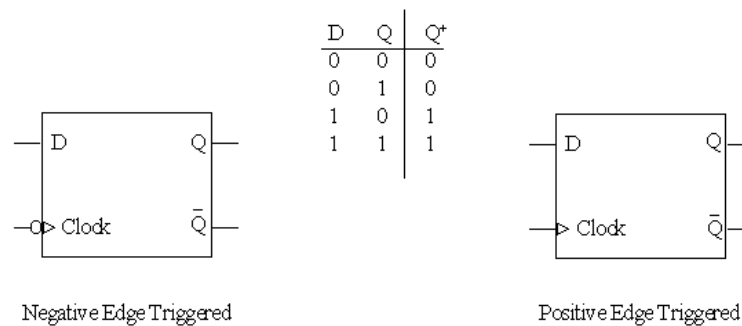 D Q Q⁺
0 0 0
0 1 0
1 0 1
1 1 1
D Q
Clock Q̅
Negative Edge Triggered
D Q
Clock Q̅
Positive Edge Triggered